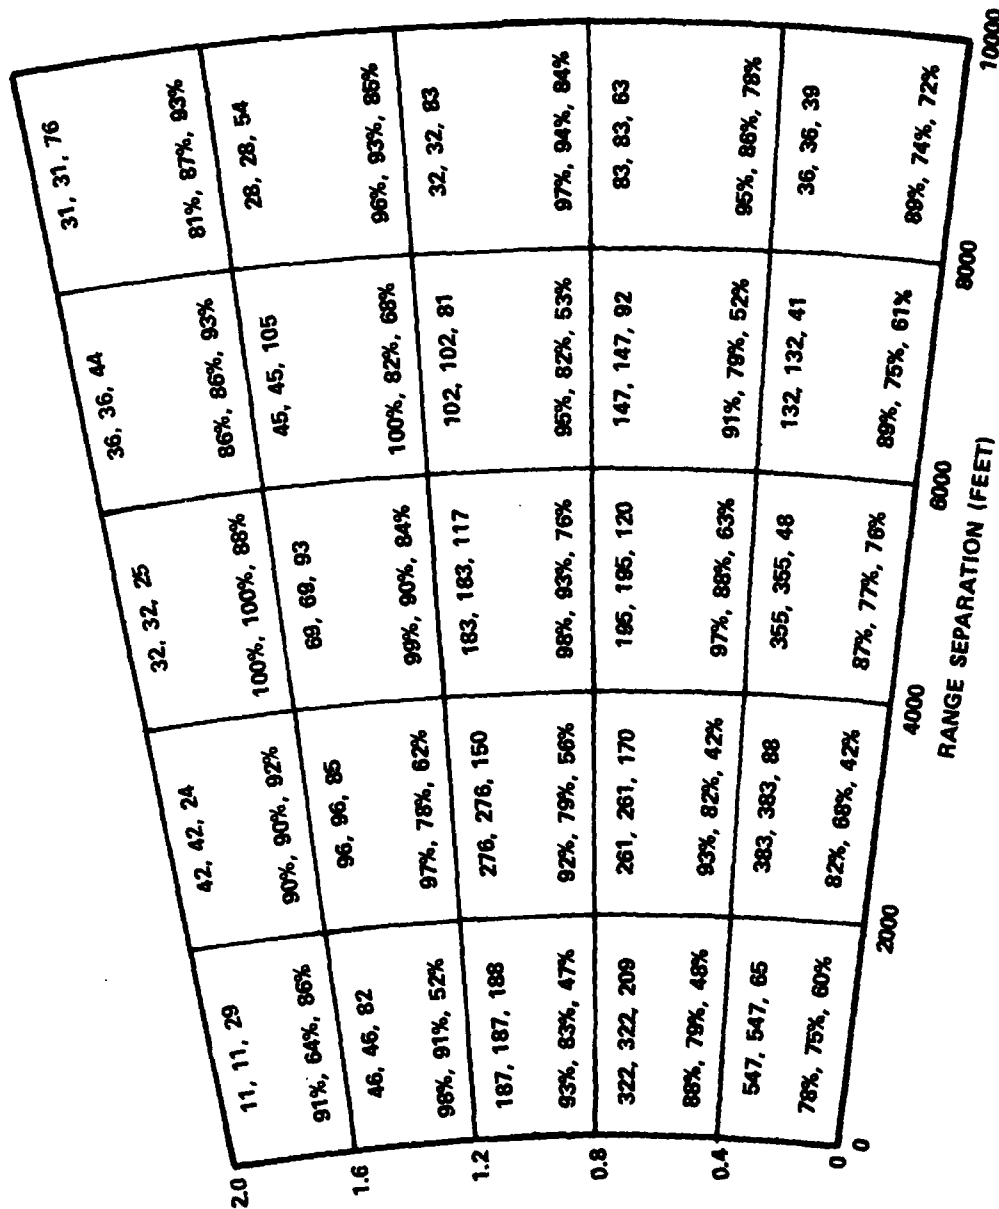 2.0
11, 11, 29
91%, 64%, 86%
42, 42, 24
90%, 90%, 92%
32, 32, 25
100%, 100%, 88%
36, 36, 44
86%, 86%, 93%
31, 31, 76
81%, 87%, 93%
1.6
46, 46, 82
98%, 91%, 52%
96, 96, 85
97%, 78%, 62%
69, 69, 93
99%, 90%, 84%
45, 45, 105
100%, 82%, 68%
28, 28, 54
96%, 93%, 85%
1.2
187, 187, 188
93%, 83%, 47%
276, 276, 150
92%, 79%, 56%
183, 183, 117
98%, 93%, 76%
102, 102, 81
95%, 82%, 53%
32, 32, 83
97%, 94%, 84%
0.8
322, 322, 209
88%, 79%, 48%
261, 261, 170
93%, 82%, 42%
195, 195, 120
97%, 88%, 63%
147, 147, 92
91%, 79%, 52%
83, 83, 63
95%, 86%, 78%
0.4
547, 547, 65
78%, 75%, 60%
383, 383, 88
82%, 68%, 42%
355, 355, 48
87%, 77%, 76%
132, 132, 41
89%, 75%, 61%
36, 36, 39
89%, 74%, 72%
0
0
2000
4000
6000
8000
10000
RANGE SEPARATION (FEET)